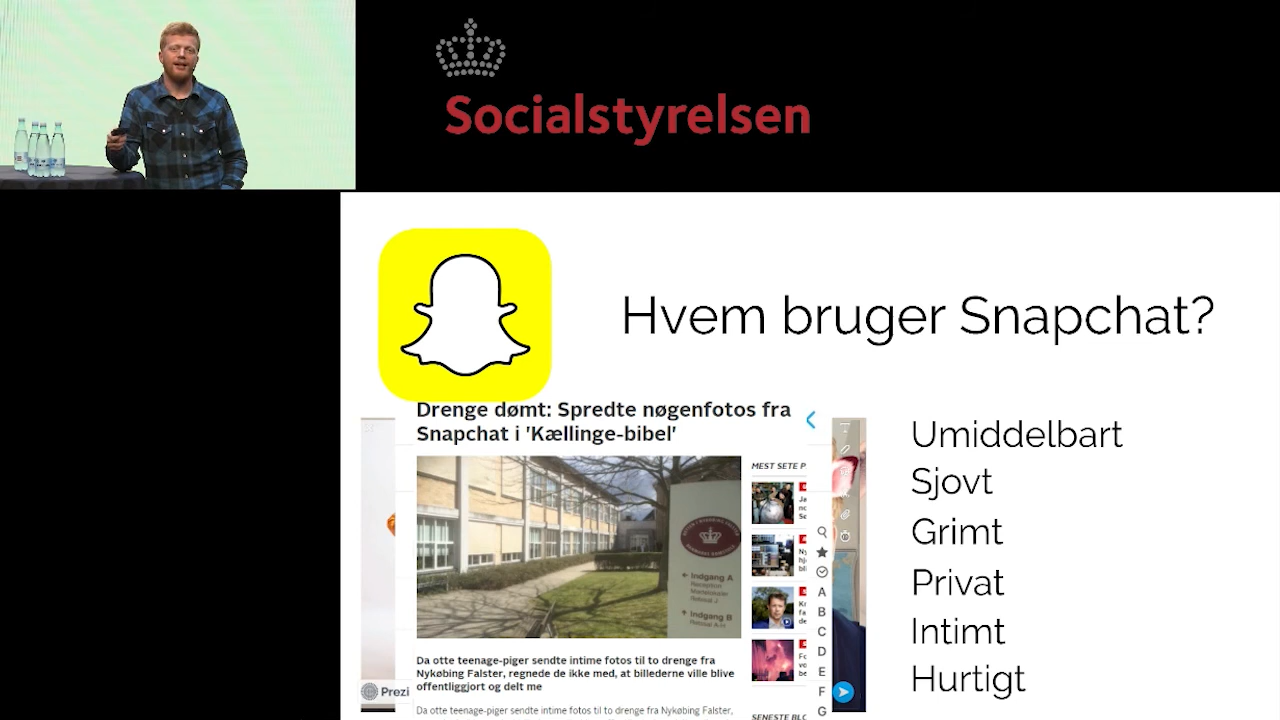 Socialstyrelsen
Hvem bruger Snapchat?
Drenge dømt: Spredte nøgenfotos fra
Snapchat i 'Kællinge-bibel'
MEST SETE P
Indgang A
Indgang B
Da otte teenage-piger sendte intime fotos til to drenge fra
Nykøbing Falster, regnede de ikke med, at billederne ville blive
offentliggjort og delt me
Da otte teenage-piger sendte intime fotos til to drenge fra Nykøbing Falster,
SENESTE BLO
A
B
C
D
E
F
G
Prezi
Umiddelbart
Sjovt
Grimt
Privat
Intimt
Hurtigt